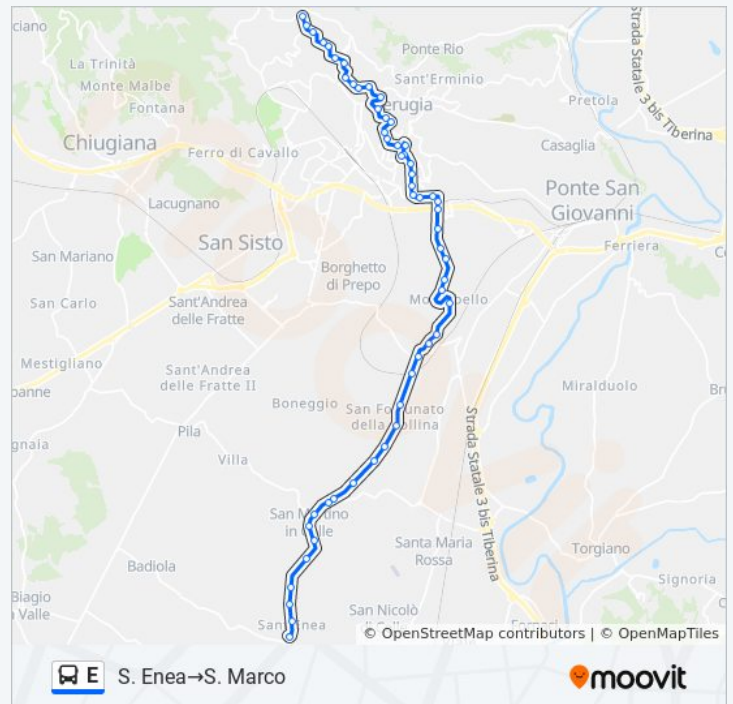 ciano
Ponte Rio
La Trinità
Monte Malbe
Sant'Erminio
Fontana
erugia
Pretola
Strada Statale 3 bis Tiberina
Chiugiana
Ferro di Cavallo
Casaglia
Lacugnano
Ponte San
Giovanni
San Sisto
Ferriera
San Mariano
Borghetto
di Prepo
San Carlo
Sant'Andrea
delle Fratte
Mestigliano
Sant'Andrea
delle Fratte II
anne
Miralduolo
Boneggio
San Fortunato
della Collina
Pila
gnaia
Villa
Strada Statale 3 bis Tiberina
San Martino
in Colle
Santa Maria
Rossa
Torgiano
Badiola
Signoria
Biagio
Valle
San Nicolò
© OpenStreetMap contributors | © OpenMapTiles
E S. Enea→S. Marco
moovit